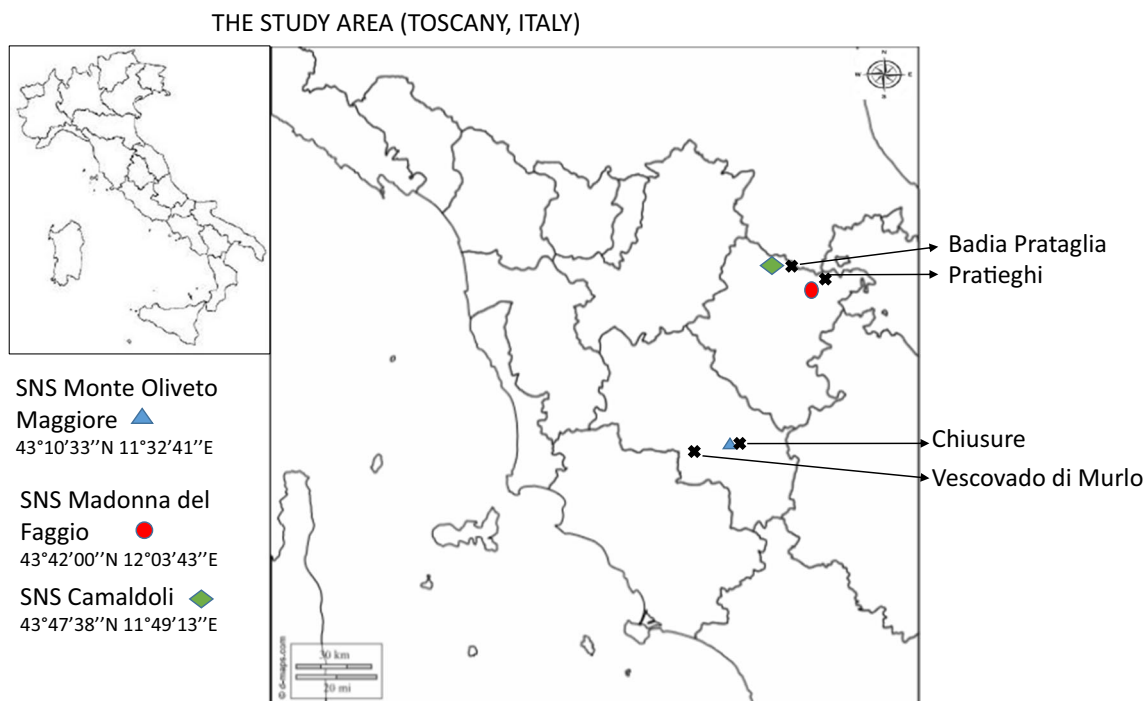 THE STUDY AREA (TOSCANY, ITALY)
N
W
E
S
Badia Prataglia
Pratieghi
SNS Monte Oliveto
Maggiore
43°10’33’’N 11°32’41’’E
Chiusure
Vescovado di Murlo
SNS Madonna del
Faggio
43°42’00’’N 12°03’43’’E
SNS Camaldoli
43°47’38’’N 11°49’13’’E
30 km
20 mi
© d-maps.com